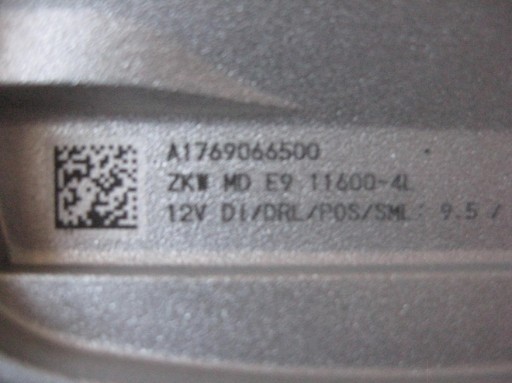 A1769066500
ZKW MD E9 11600-4L
12V DI/DRL/POS/SML: 9.5 /